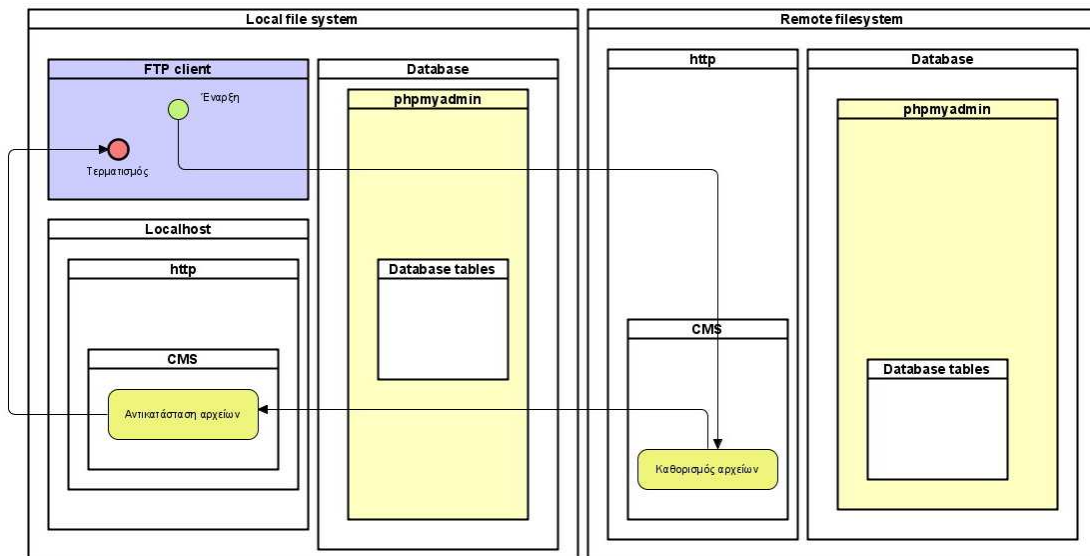 Local file system
Remote filesystem
FTP client
Έναρξη
Τερματισμός
Database
phpmyadmin
Database tables
Localhost
http
CMS
Αντικατάσταση αρχείων
http
CMS
Καθορισμός αρχείων
Database
phpmyadmin
Database tables